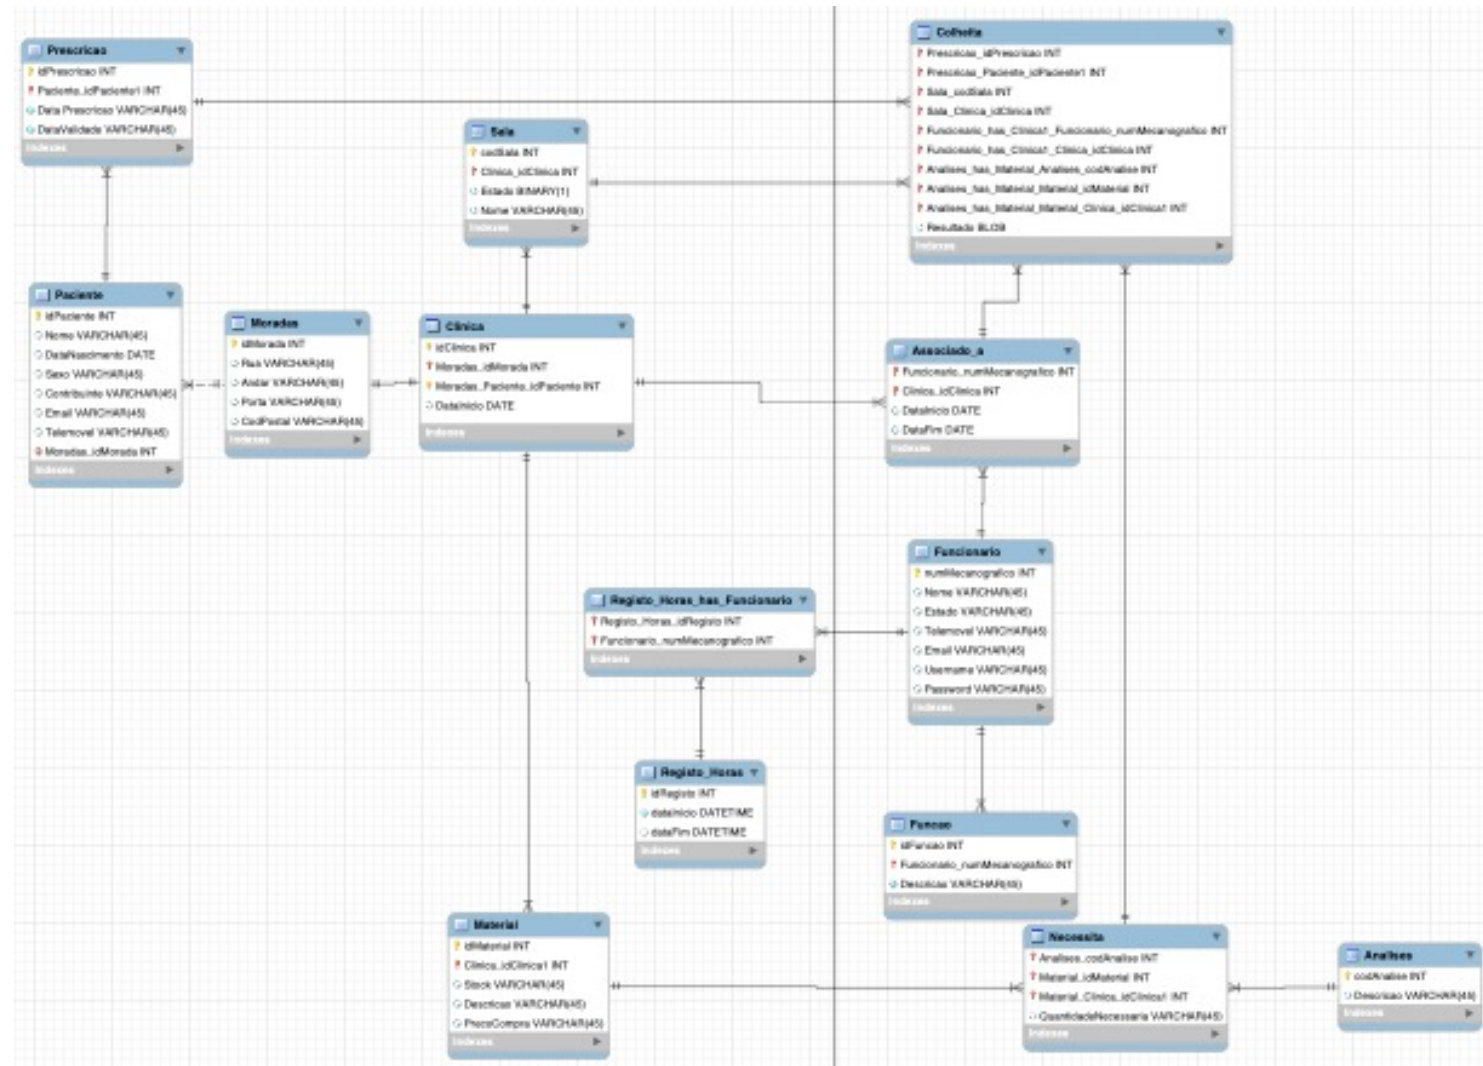 Prescricao
idPrescricao INT
Paciente_idPaciente1 INT
Data Prescricao VARCHAR(45)
DataValidade VARCHAR(45)
Indexes
Colheita
Prescricao_idPrescricao INT
Prescricao_Paciente_idPaciente1 INT
Sala_codSala INT
Sala_Clinica_idClinica INT
Funcionario_has_Clinica1_Funcionario_numMecanografico INT
Funcionario_has_Clinica1_Clinica_idClinica INT
Analises_has_Material_Analises_codAnalise INT
Analises_has_Material_Material_idMaterial INT
Analises_has_Material_Material_Clinica_idClinica1 INT
Resultado BLOB
Indexes
Sala
codSala INT
Clinica_idClinica INT
Estado BINARY(1)
Nome VARCHAR(45)
Indexes
Paciente
idPaciente INT
Nome VARCHAR(45)
DataNascimento DATE
Sexo VARCHAR(45)
Contribuinte VARCHAR(45)
Email VARCHAR(45)
Telemovel VARCHAR(45)
Moradas_idMorada INT
Indexes
Moradas
idMorada INT
Rua VARCHAR(45)
Andar VARCHAR(45)
Porta VARCHAR(45)
CodPostal VARCHAR(45)
Indexes
Clinica
idClinica INT
Moradas_idMorada INT
Moradas_Paciente_idPaciente INT
DataInicio DATE
Indexes
Associado_a
Funcionario_numMecanografico INT
Clinica_idClinica INT
DataInicio DATE
DataFim DATE
Indexes
Funcionario
numMecanografico INT
Nome VARCHAR(45)
Estado VARCHAR(45)
Telemovel VARCHAR(45)
Email VARCHAR(45)
Username VARCHAR(45)
Password VARCHAR(45)
Indexes
Registo_Horas_has_Funcionario
Registo_Horas_idRegisto INT
Funcionario_numMecanografico INT
Indexes
Registo_Horas
idRegisto INT
dataInicio DATETIME
dataFim DATETIME
Indexes
Funcao
idFuncao INT
Funcionario_numMecanografico INT
Descricao VARCHAR(45)
Indexes
Material
idMaterial INT
Clinica_idClinica1 INT
Stock VARCHAR(45)
Descricao VARCHAR(45)
PrecoCompra VARCHAR(45)
Indexes
Necessita
Analises_codAnalise INT
Material_idMaterial INT
Material_Clinica_idClinica1 INT
QuantidadeNecessaria VARCHAR(45)
Indexes
Analises
codAnalise INT
Descricao VARCHAR(45)
Indexes